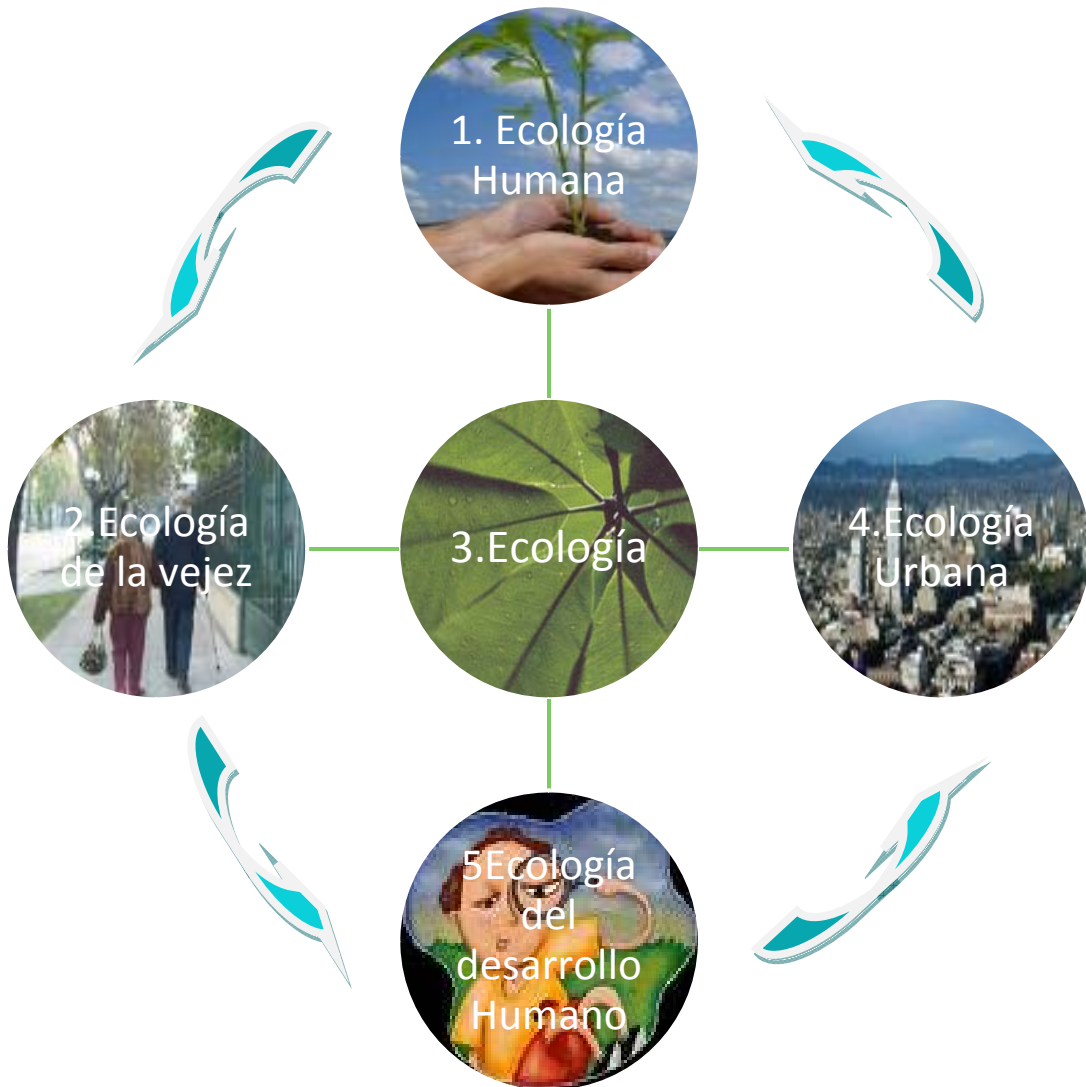 1. Ecología
Humana
2.Ecología
de la vejez
3.Ecología
4.Ecología
Urbana
5Ecología
del
desarrollo
Humano